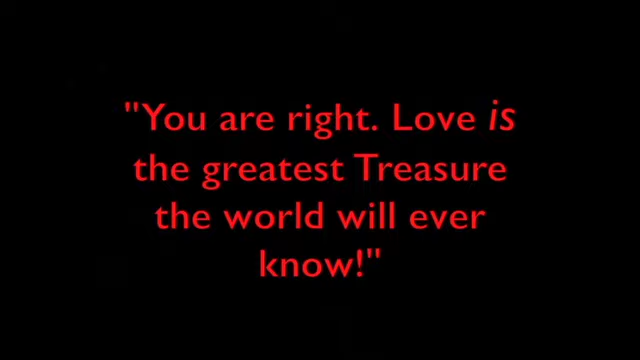 "You are right. Love is
the greatest Treasure
the world will ever
know!"